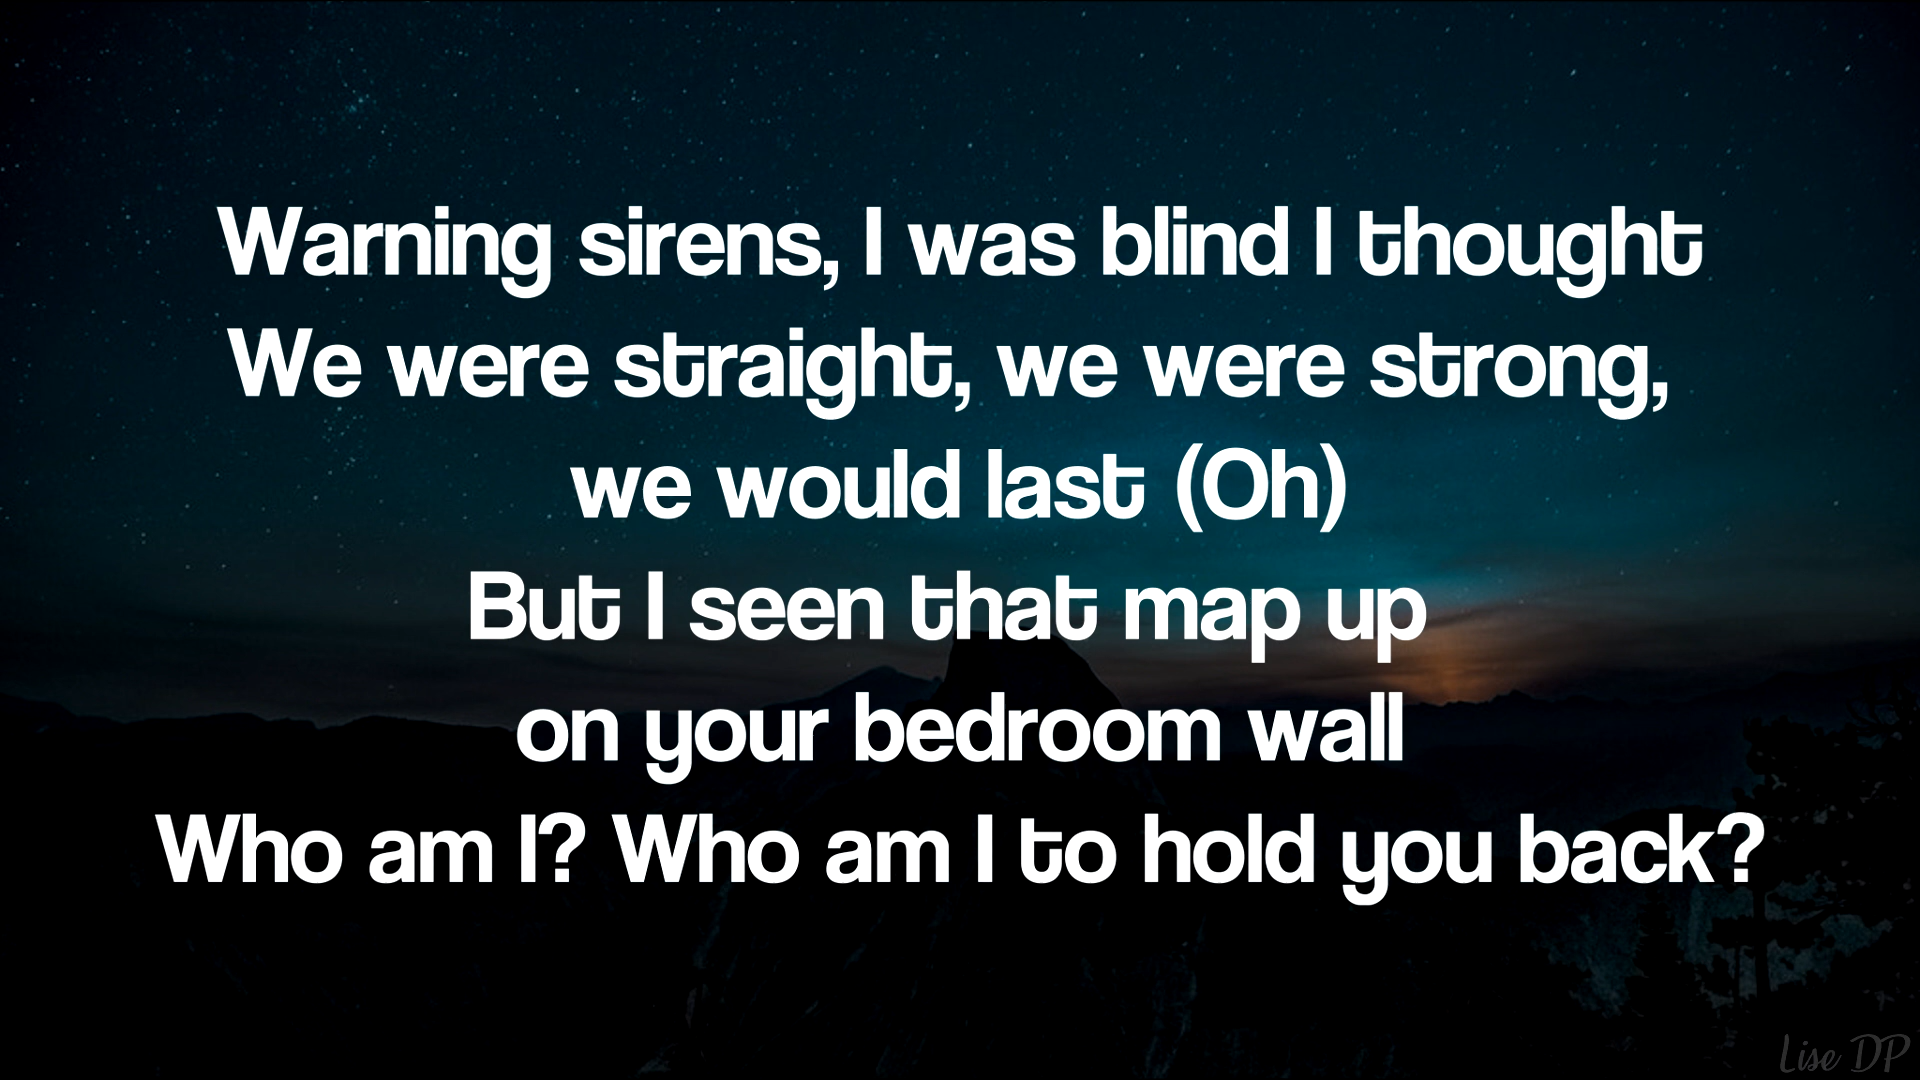 Warning sirens, I was blind I thought
We were straight, we were strong,
we would last (Oh)
But I seen that map up
on your bedroom wall
Who am I? Who am I to hold you back?
Lise DP